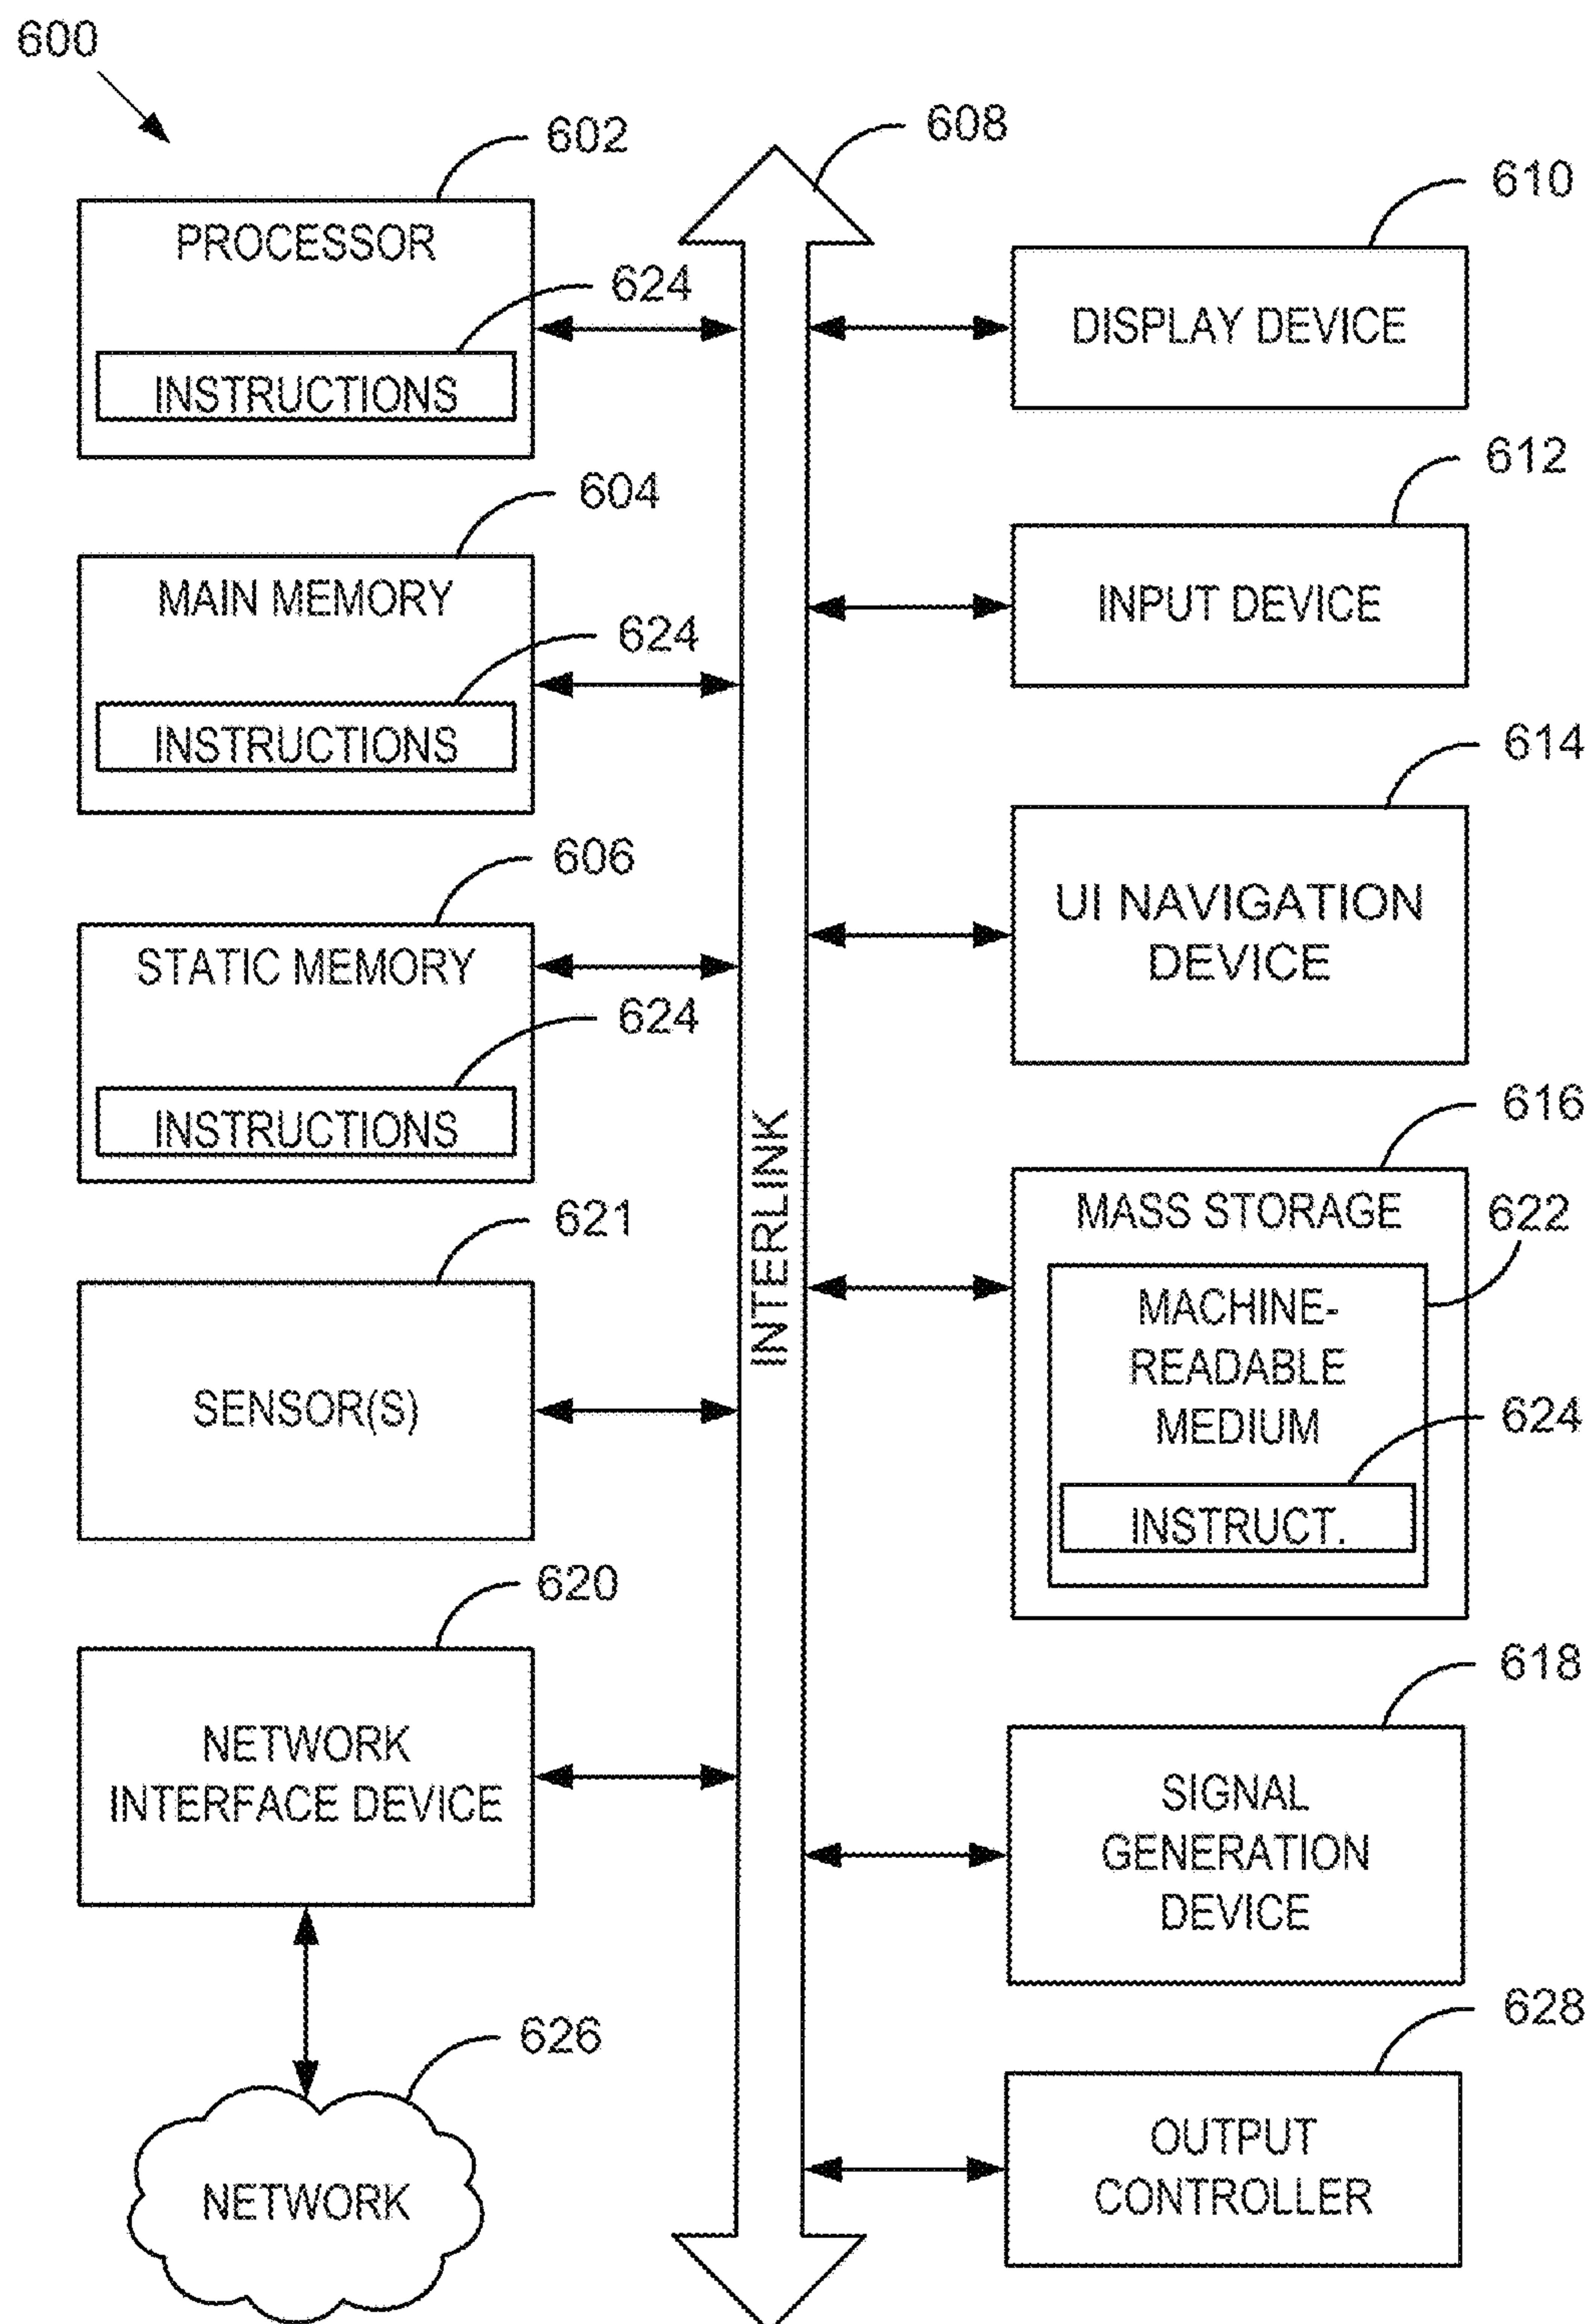 600
602
PROCESSOR
624
INSTRUCTIONS
604
MAIN MEMORY
624
INSTRUCTIONS
606
STATIC MEMORY
624
INSTRUCTIONS
621
SENSOR(S)
620
NETWORK
INTERFACE DEVICE
626
NETWORK
608
INTERLINK
610
DISPLAY DEVICE
612
INPUT DEVICE
614
UI NAVIGATION
DEVICE
616
MASS STORAGE
622
MACHINE-
READABLE
MEDIUM
624
INSTRUCT.
618
SIGNAL
GENERATION
DEVICE
628
OUTPUT
CONTROLLER